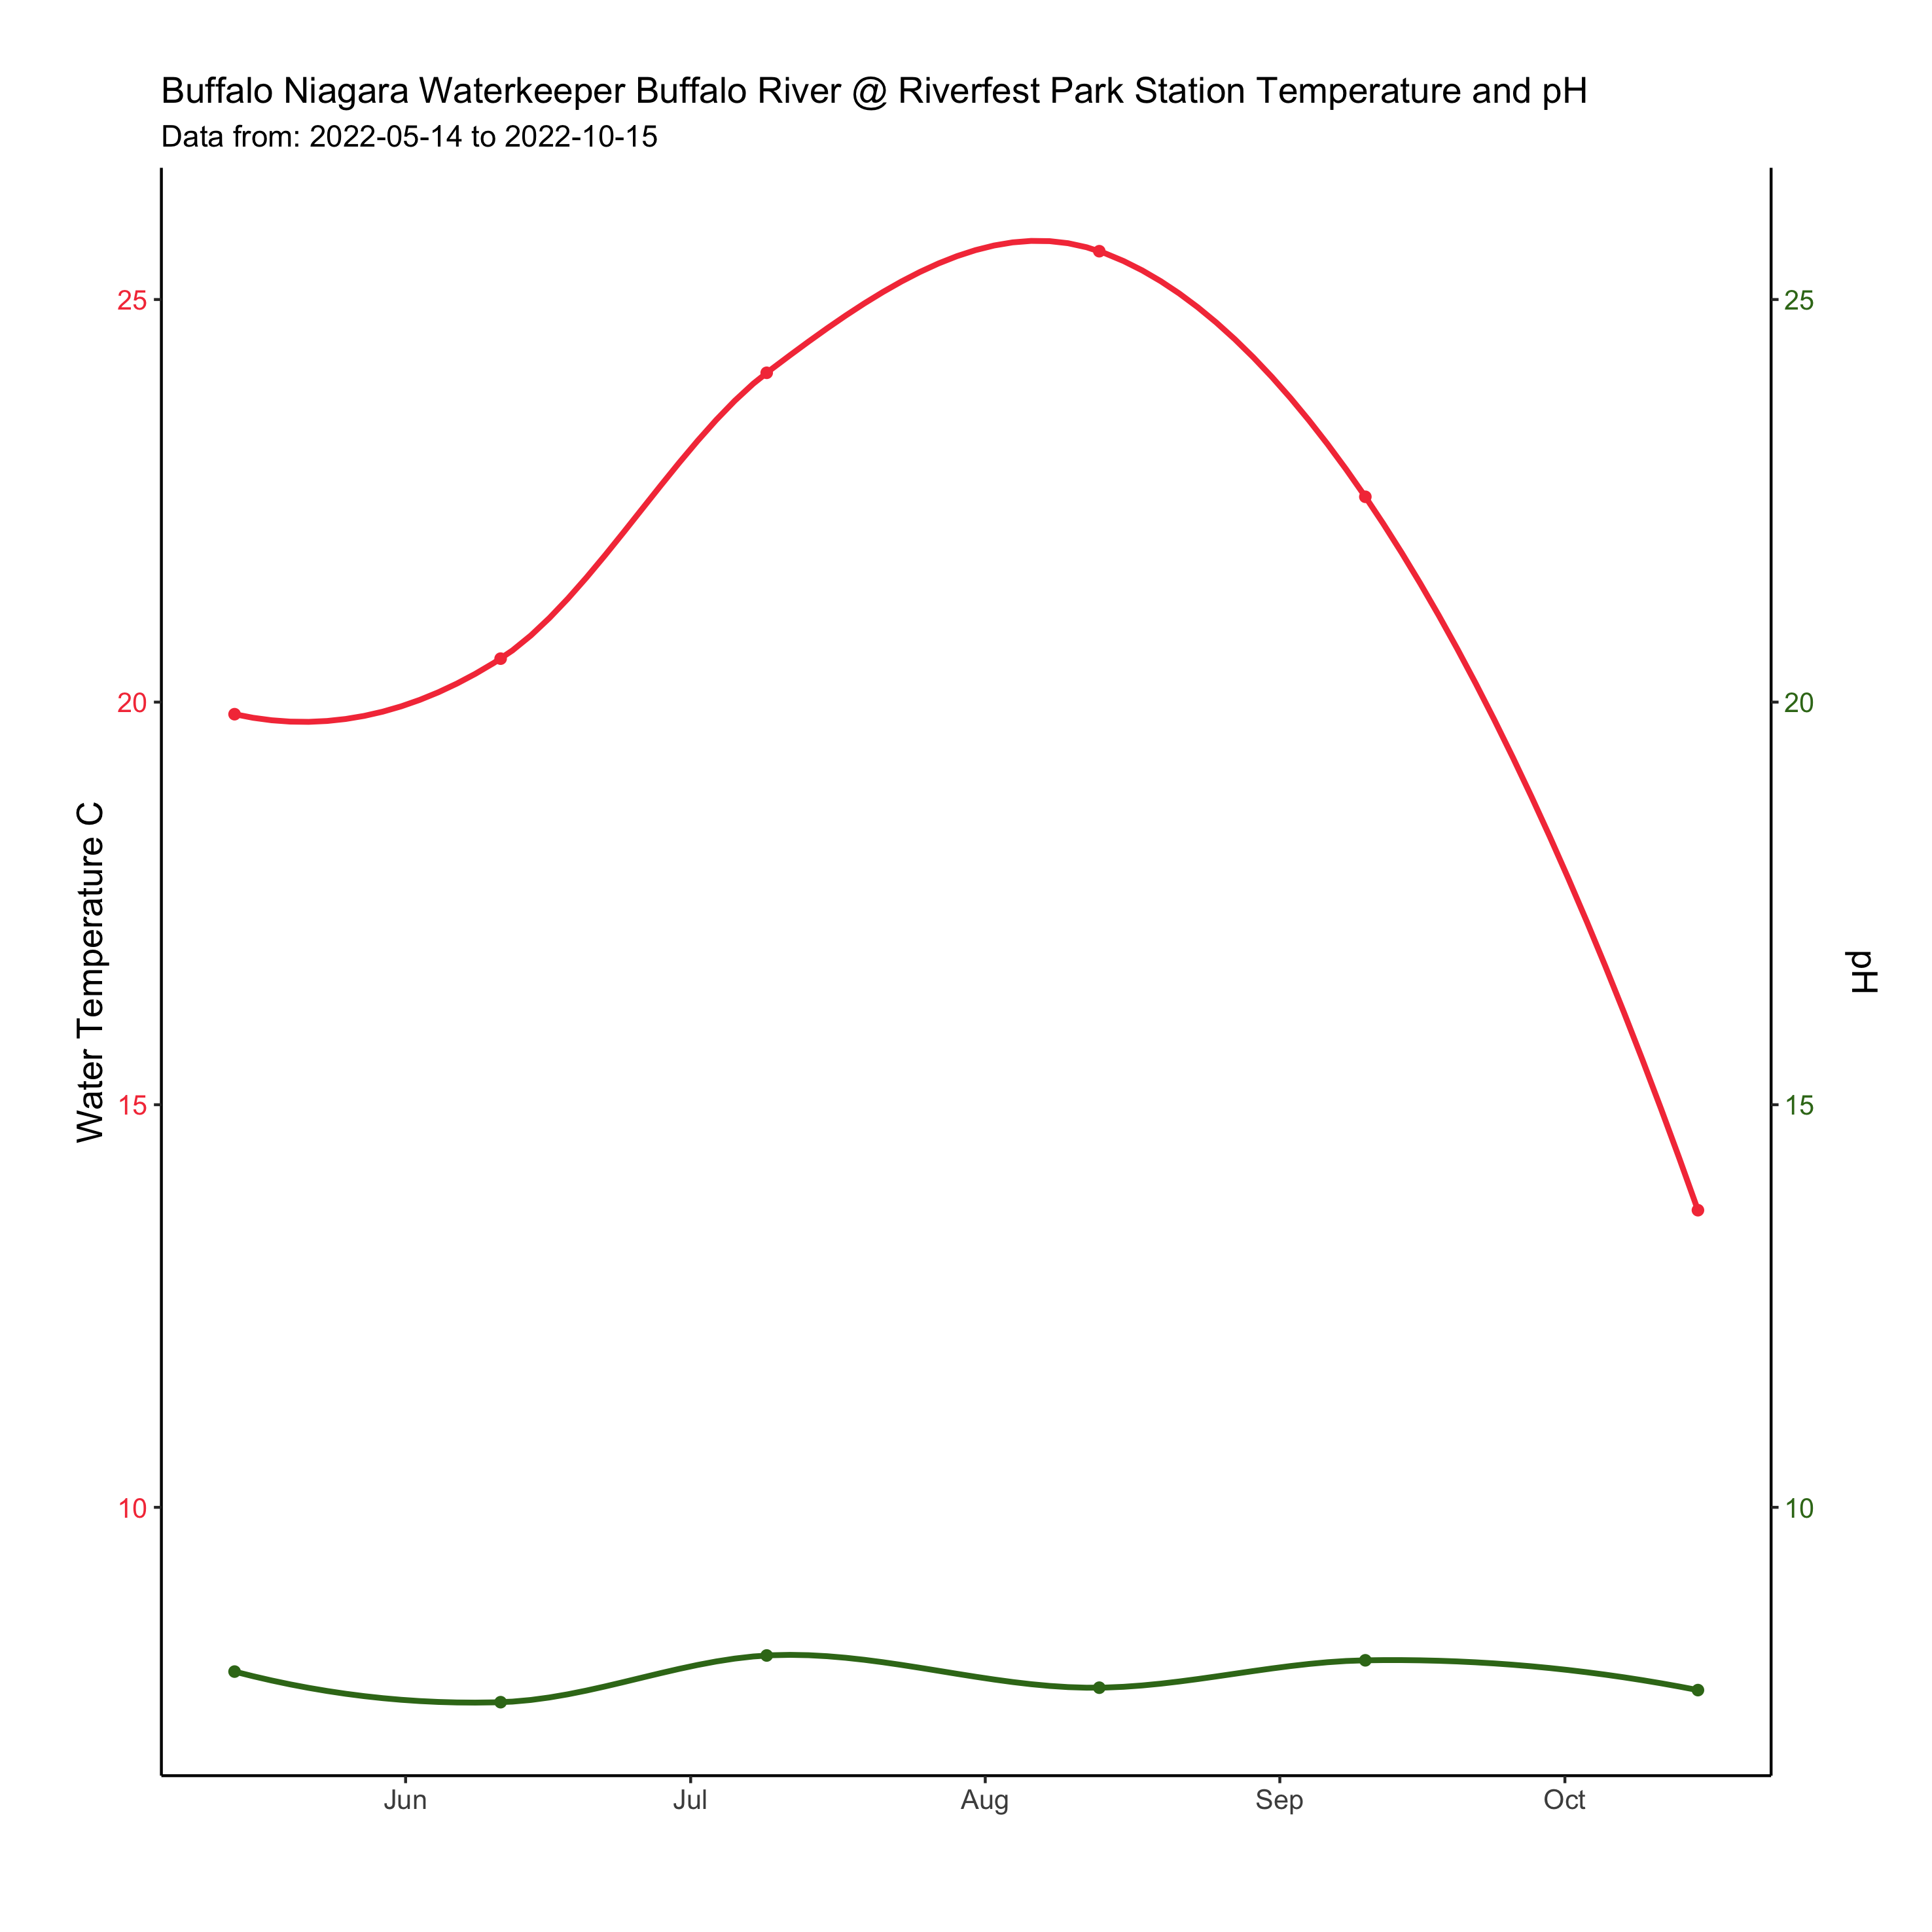 Buffalo Niagara Waterkeeper Buffalo River @ Riverfest Park Station Temperature and pH
Data from: 2022-05-14 to 2022-10-15
Water Temperature C
25
20
15
10
25
20
15
10
pH
Jun
Jul
Aug
Sep
Oct